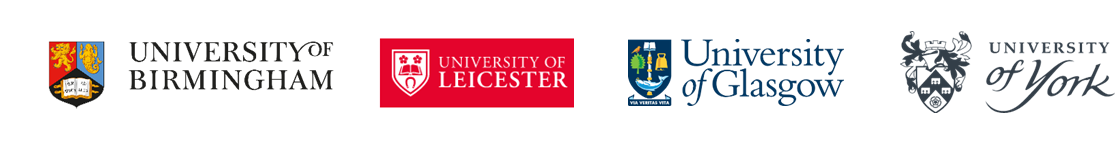 UNIVERSITY OF
BIRMINGHAM
UNIVERSITY OF
LEICESTER
University
of Glasgow
VIA VERITAS VITA
UNIVERSITY
of York